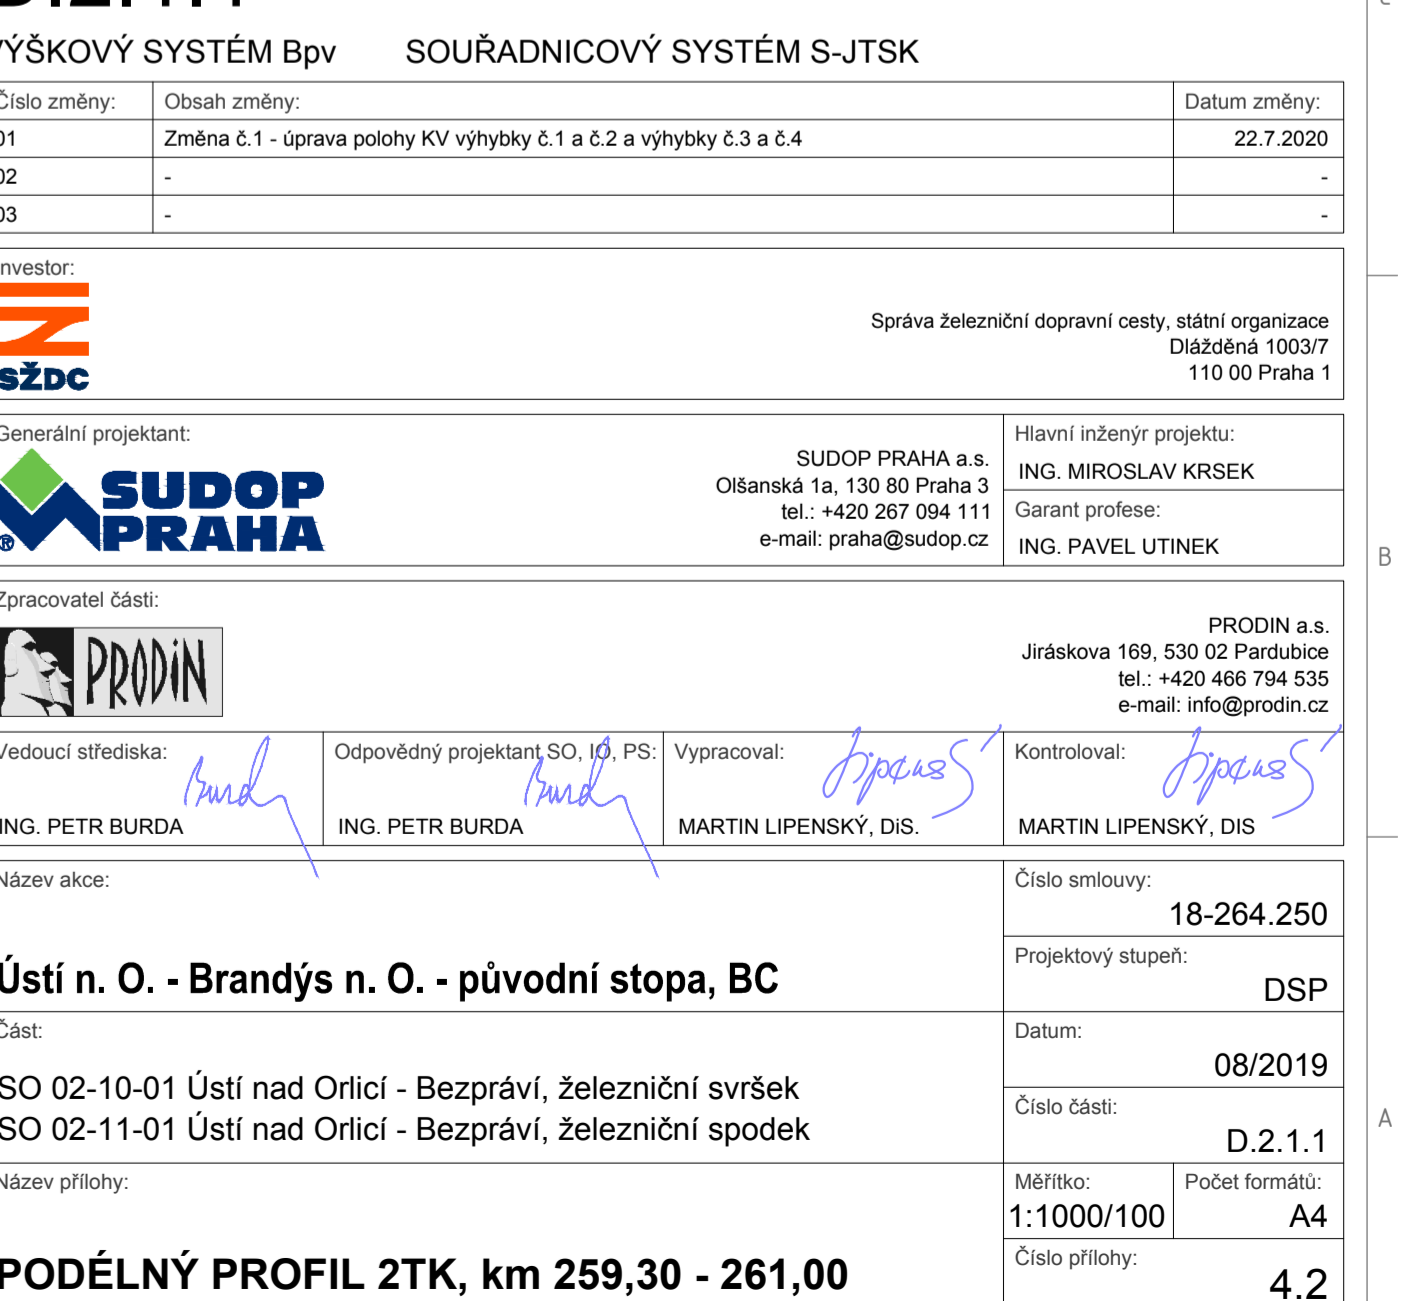 VÝŠKOVÝ SYSTÉM Bpv SOUŘADNICOVÝ SYSTÉM S-JTSK
Číslo změny: Obsah změny: Datum změny:
01 Změna č.1 - úprava polohy KV výhybky č.1 a č.2 a výhybky č.3 a č.4 22.7.2020
02 - -
03 - -
Investor:
SŽDC
Správa železniční dopravní cesty, státní organizace
Dlážděná 1003/7
110 00 Praha 1
Generální projektant:
SUDOP
PRAHA
®
SUDOP PRAHA a.s.
Olšanská 1a, 130 80 Praha 3
tel.: +420 267 094 111
e-mail: praha@sudop.cz
Hlavní inženýr projektu:
ING. MIROSLAV KRSEK
Garant profese:
ING. PAVEL UTINEK
Zpracovatel části:
PRODIN
PRODIN a.s.
Jiráskova 169, 530 02 Pardubice
tel.: +420 466 794 535
e-mail: info@prodin.cz
Vedoucí střediska:
ING. PETR BURDA
Odpovědný projektant SO, IO, PS:
ING. PETR BURDA
Vypracoval:
MARTIN LIPENSKÝ, DiS.
Kontroloval:
MARTIN LIPENSKÝ, DIS
Název akce:
Ústí n. O. - Brandýs n. O. - původní stopa, BC
Číslo smlouvy:
18-264.250
Projektový stupeň:
DSP
Část:
SO 02-10-01 Ústí nad Orlicí - Bezpráví, železniční svršek
SO 02-11-01 Ústí nad Orlicí - Bezpráví, železniční spodek
Datum:
08/2019
Číslo části:
D.2.1.1
Název přílohy:
PODÉLNÝ PROFIL 2TK, km 259,30 - 261,00
Měřítko:
1:1000/100
Počet formátů:
A4
Číslo přílohy:
4.2
B
A